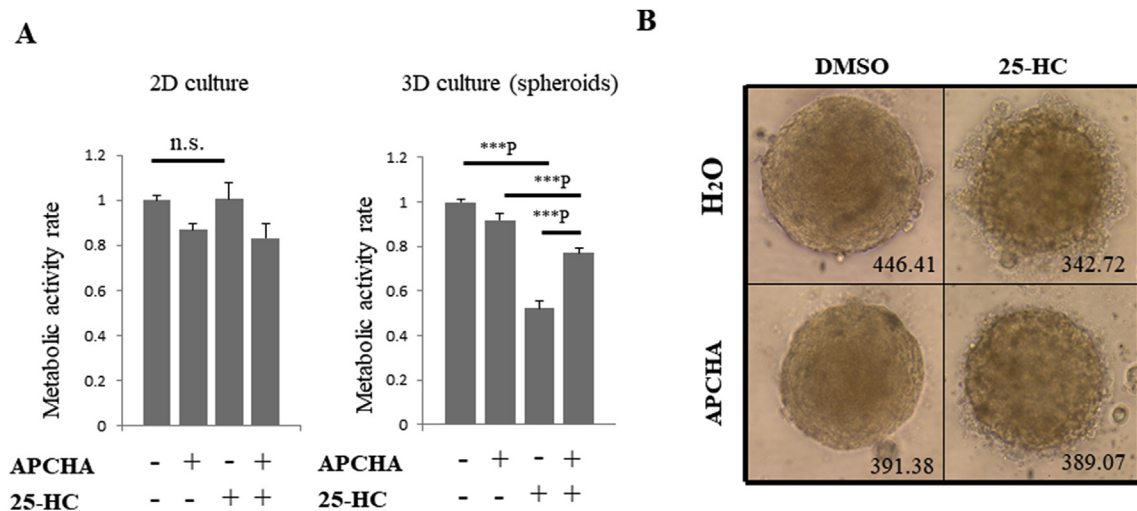 A
2D culture
n.s.
1.2
1
0.8
0.6
0.4
0.2
0
Metabolic activity rate
APCHA - + - +
25-HC - - + +
3D culture (spheroids)
***P
***P
***P
1.2
1
0.8
0.6
0.4
0.2
0
Metabolic activity rate
APCHA - + - +
25-HC - - + +
B
DMSO 25-HC
H₂O
446.41 342.72
APCHA
391.38 389.07